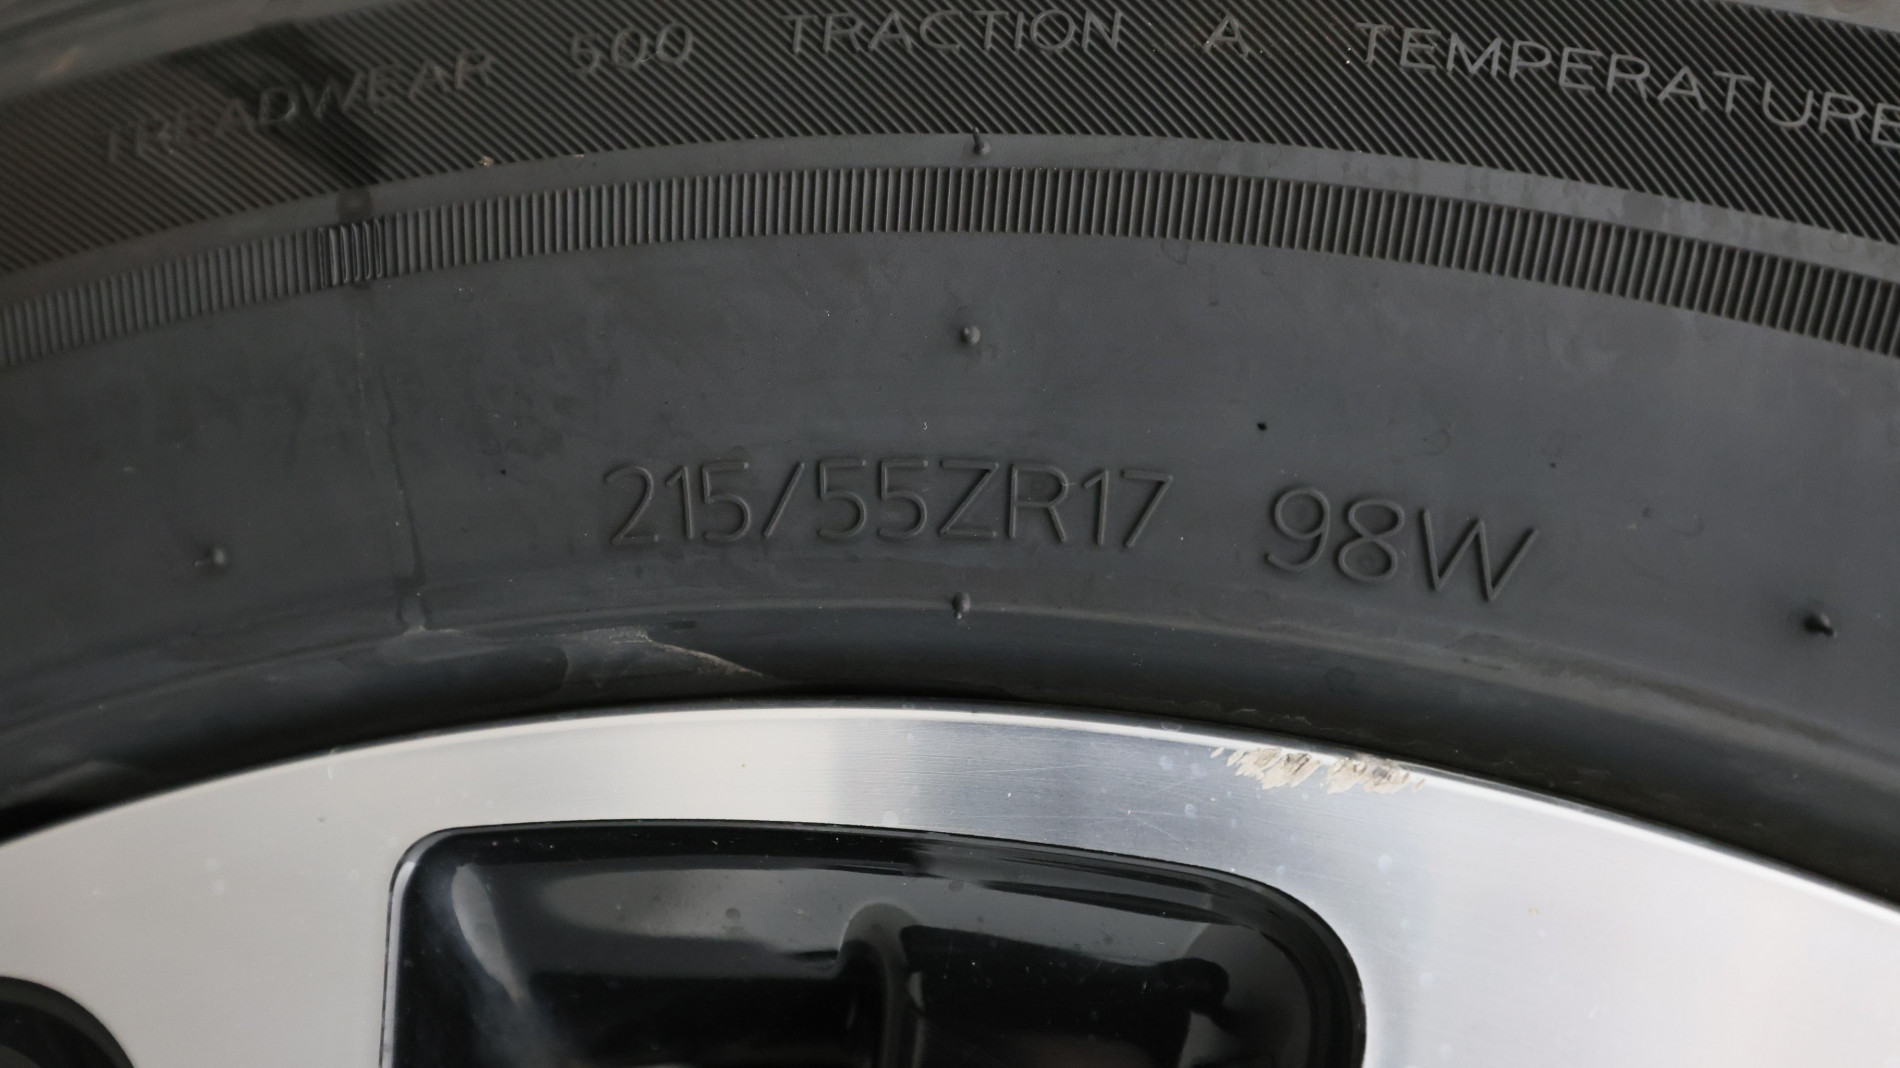 TREADWEAR 500 TRACTION A TEMPERATURE
215/55ZR17 98W